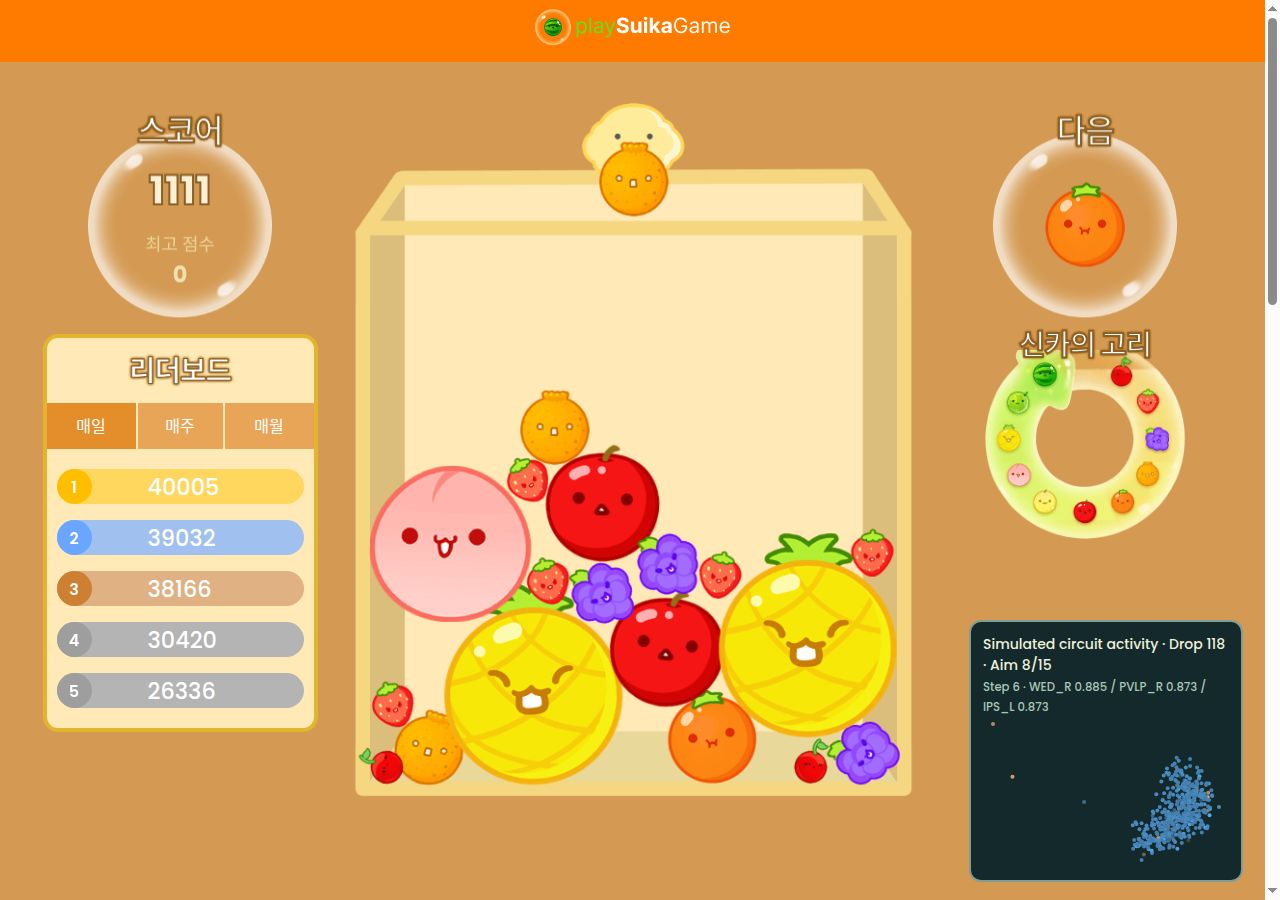 playSuikaGame
스코어
1111
최고 점수
0
리더보드
매일 매주 매월
1 40005
2 39032
3 38166
4 30420
5 26336
다음
신카의 고리
Simulated circuit activity · Drop 118
· Aim 8/15
Step 6 · WED_R 0.885 / PVLP_R 0.873 /
IPS_L 0.873